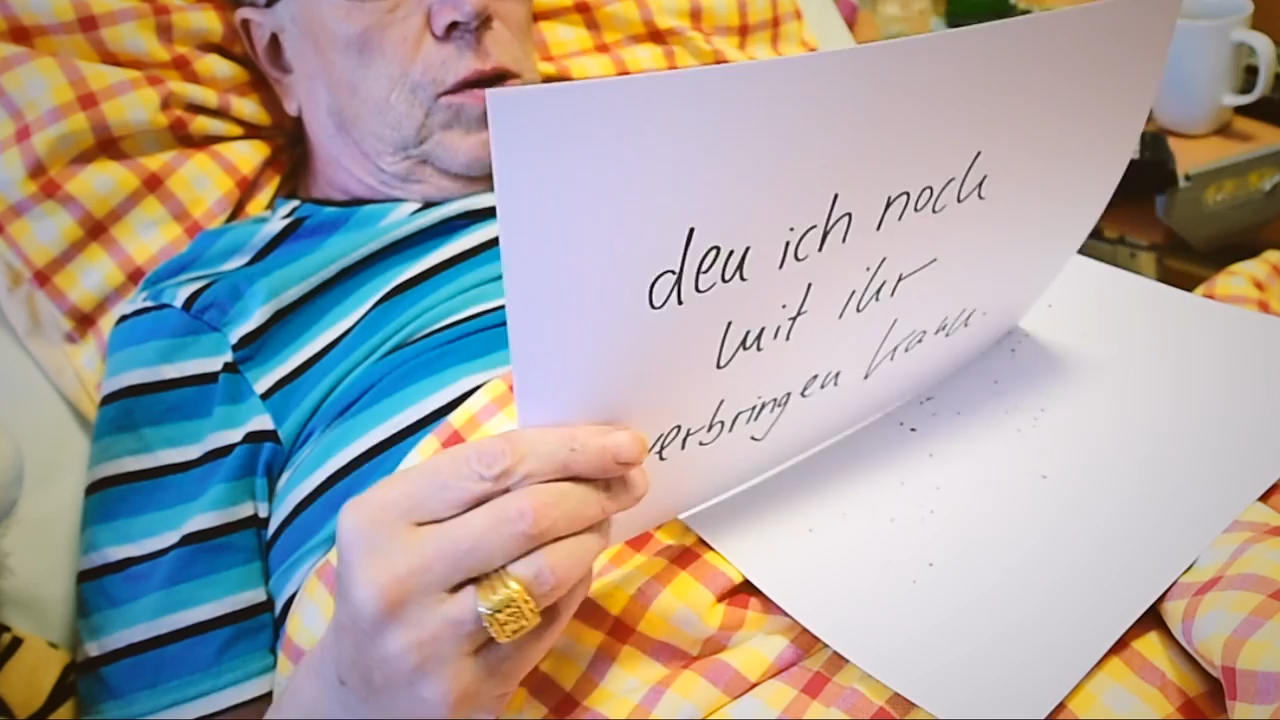 den ich noch
mit ihr
verbringen kann.